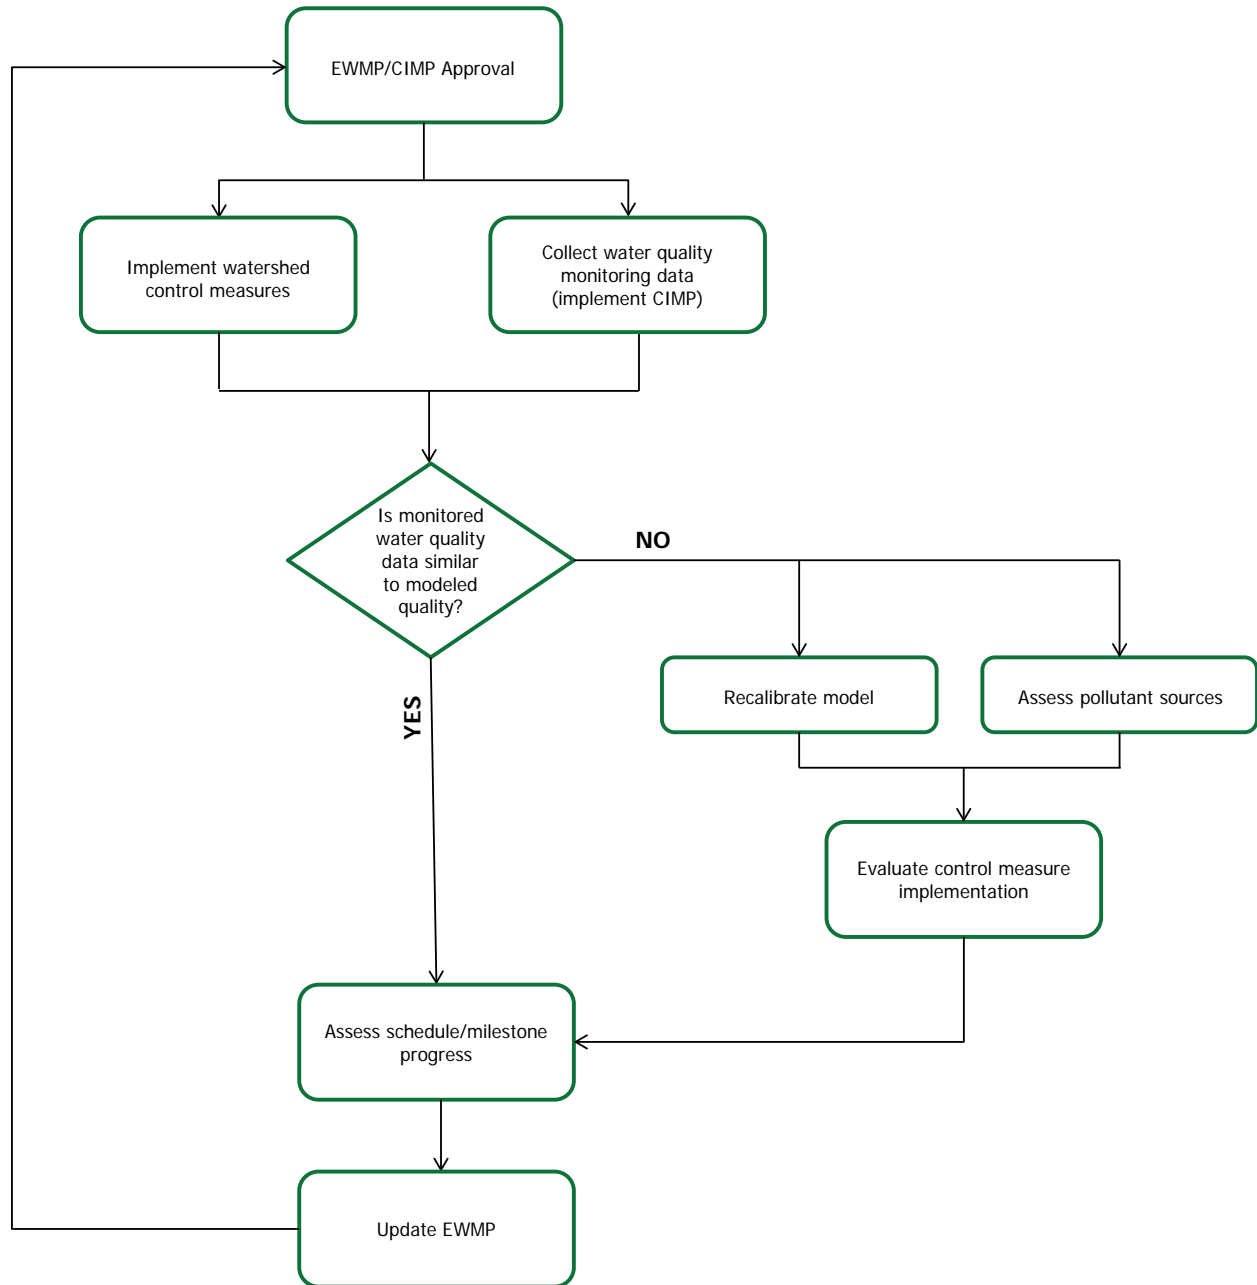 EWMP/CIMP Approval
Implement watershed
control measures
Collect water quality
monitoring data
(implement CIMP)
Is monitored
water quality
data similar
to modeled
quality?
NO
YES
Recalibrate model
Assess pollutant sources
Evaluate control measure
implementation
Assess schedule/milestone
progress
Update EWMP